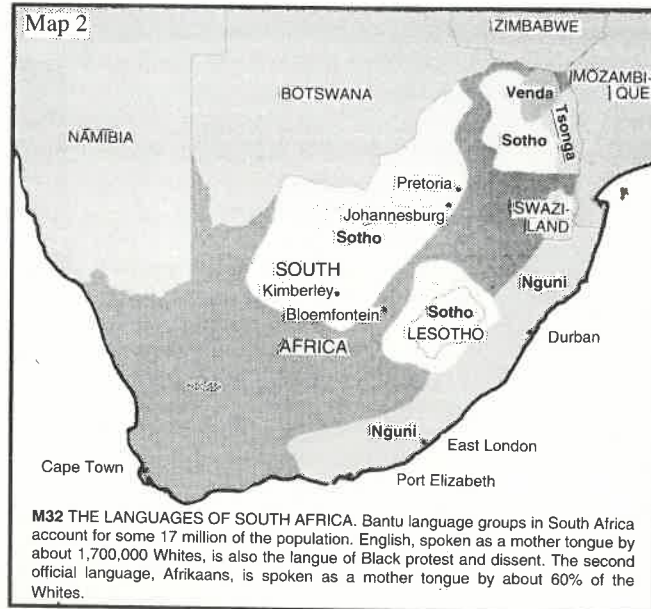 Map 2
ZIMBABWE
MOZAMBI-
QUE
BOTSWANA
Venda
NAMIBIA
Tsonga
Sotho
Pretoria
SWAZI-
LAND
Johannesburg
Sotho
SOUTH
Nguni
Kimberley
Sotho
Bloemfontein
LESOTHO
Durban
AFRICA
Nguni
East London
Cape Town
Port Elizabeth
M32 THE LANGUAGES OF SOUTH AFRICA. Bantu language groups in South Africa
account for some 17 million of the population. English, spoken as a mother tongue by
about 1,700,000 Whites, is also the langue of Black protest and dissent. The second
official language, Afrikaans, is spoken as a mother tongue by about 60% of the
Whites.